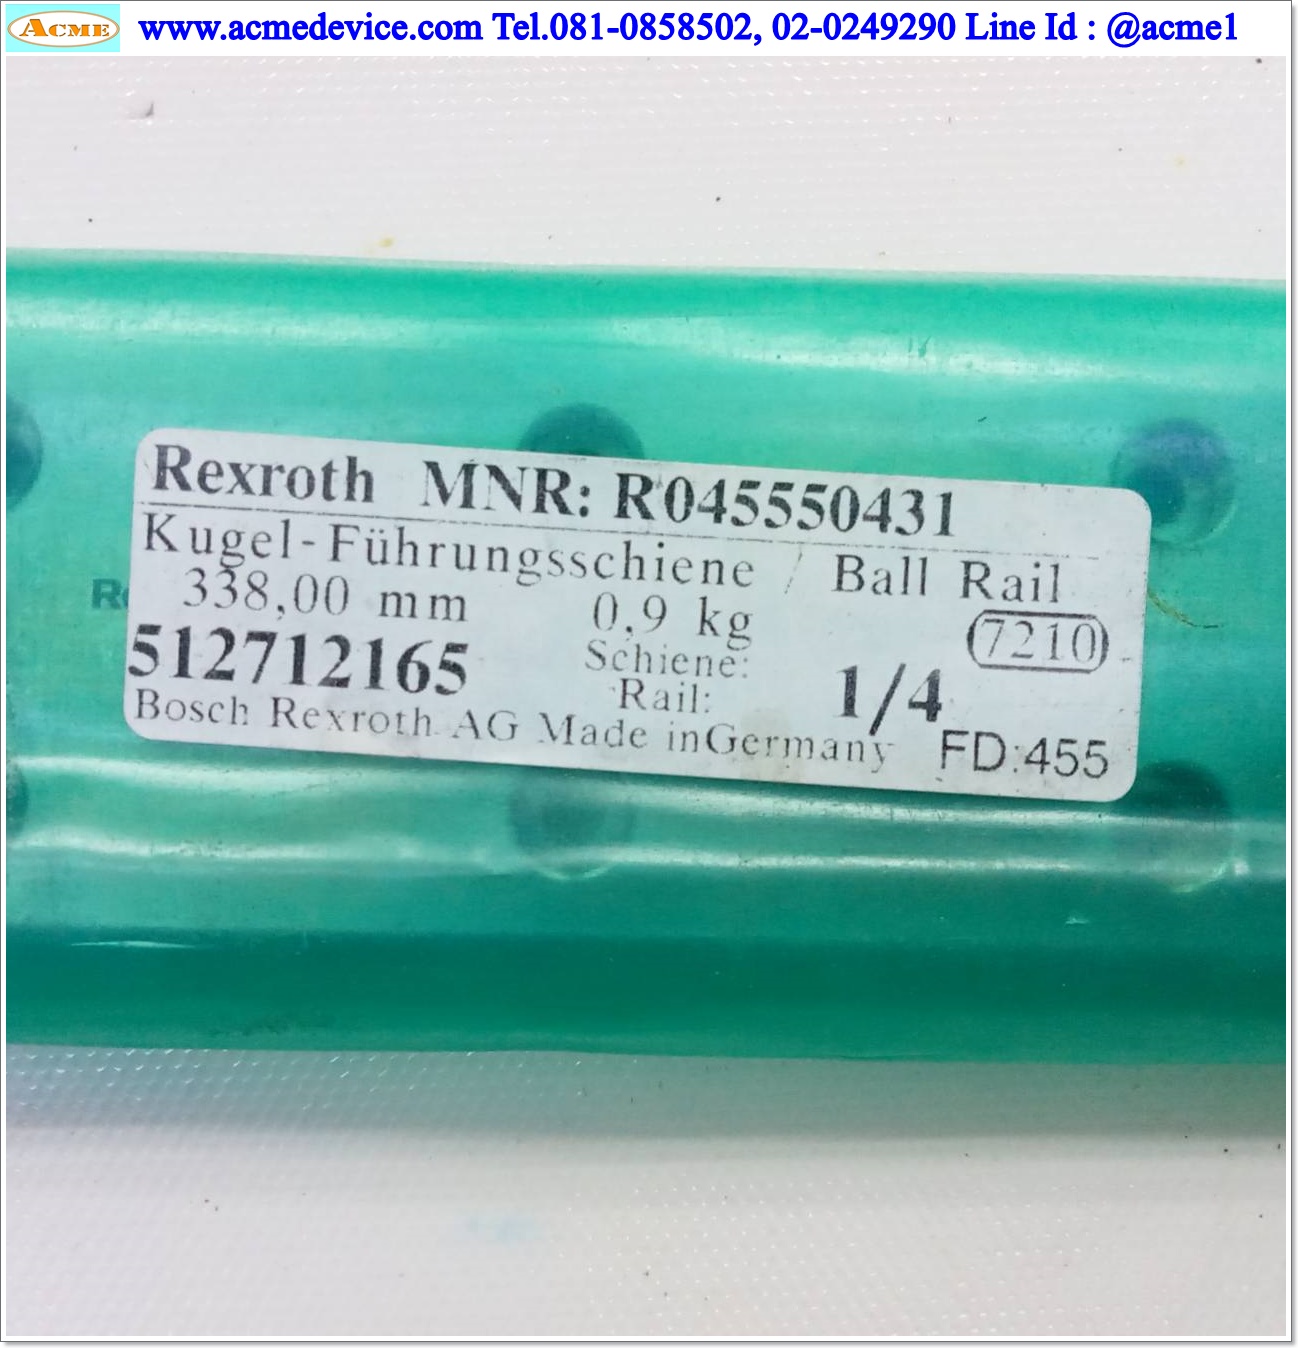 ACME www.acmedevice.com Tel.081-0858502, 02-0249290 Line Id : @acme1
Rexroth MNR: R045550431
Kugel-Führungsschiene / Ball Rail
338,00 mm 0,9 kg 7210
512712165 Schiene:
Rail: 1/4
Bosch Rexroth AG Made inGermany FD:455